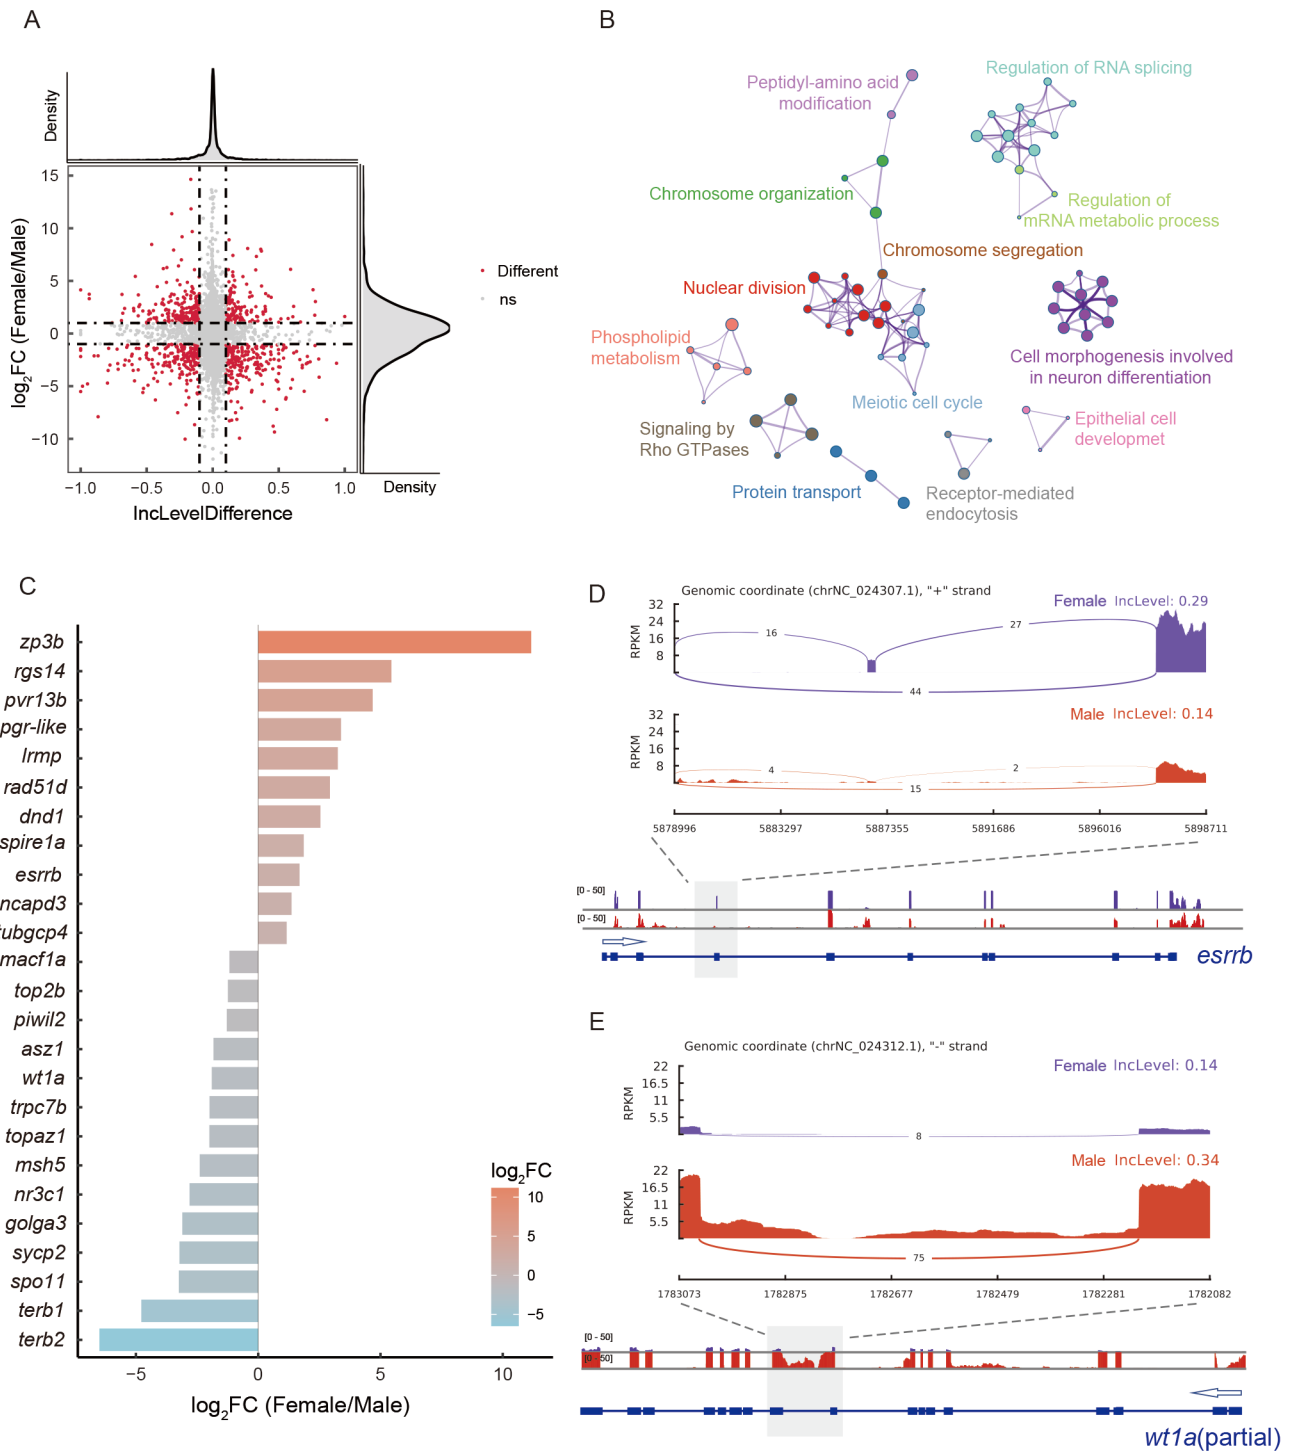 A
Density
log2FC (Female/Male)
15
10
5
0
−5
−10
−1.0
−0.5
0.0
0.5
1.0
IncLevelDifference
Density
Different
ns
B
Peptidyl-amino acid
modification
Regulation of RNA splicing
Chromosome organization
Regulation of
mRNA metabolic process
Chromosome segregation
Nuclear division
Phospholipid
metabolism
Cell morphogenesis involved
in neuron differentiation
Meiotic cell cycle
Signaling by
Rho GTPases
Epithelial cell
developmet
Protein transport
Receptor-mediated
endocytosis
C
zp3b
rgs14
pvr13b
pgr-like
lrmp
rad51d
dnd1
spire1a
esrrb
ncapd3
tubgcp4
macf1a
top2b
piwil2
asz1
wt1a
trpc7b
topaz1
msh5
nr3c1
golga3
sycp2
spo11
terb1
terb2
−5
0
5
10
log2FC (Female/Male)
log2FC
10
5
0
−5
D
Genomic coordinate (chrNC_024307.1), "+" strand
Female IncLevel: 0.29
RPKM
32
24
16
8
16
27
44
Male IncLevel: 0.14
RPKM
32
24
16
8
4
2
15
5878996
5883297
5887355
5891686
5896016
5898711
[0 - 50]
[0 - 50]
esrrb
E
Genomic coordinate (chrNC_024312.1), "-" strand
Female IncLevel: 0.14
RPKM
22
16.5
11
5.5
8
Male IncLevel: 0.34
RPKM
22
16.5
11
5.5
75
1783073
1782875
1782677
1782479
1782281
1782082
[0 - 50]
[0 - 50]
wt1a(partial)